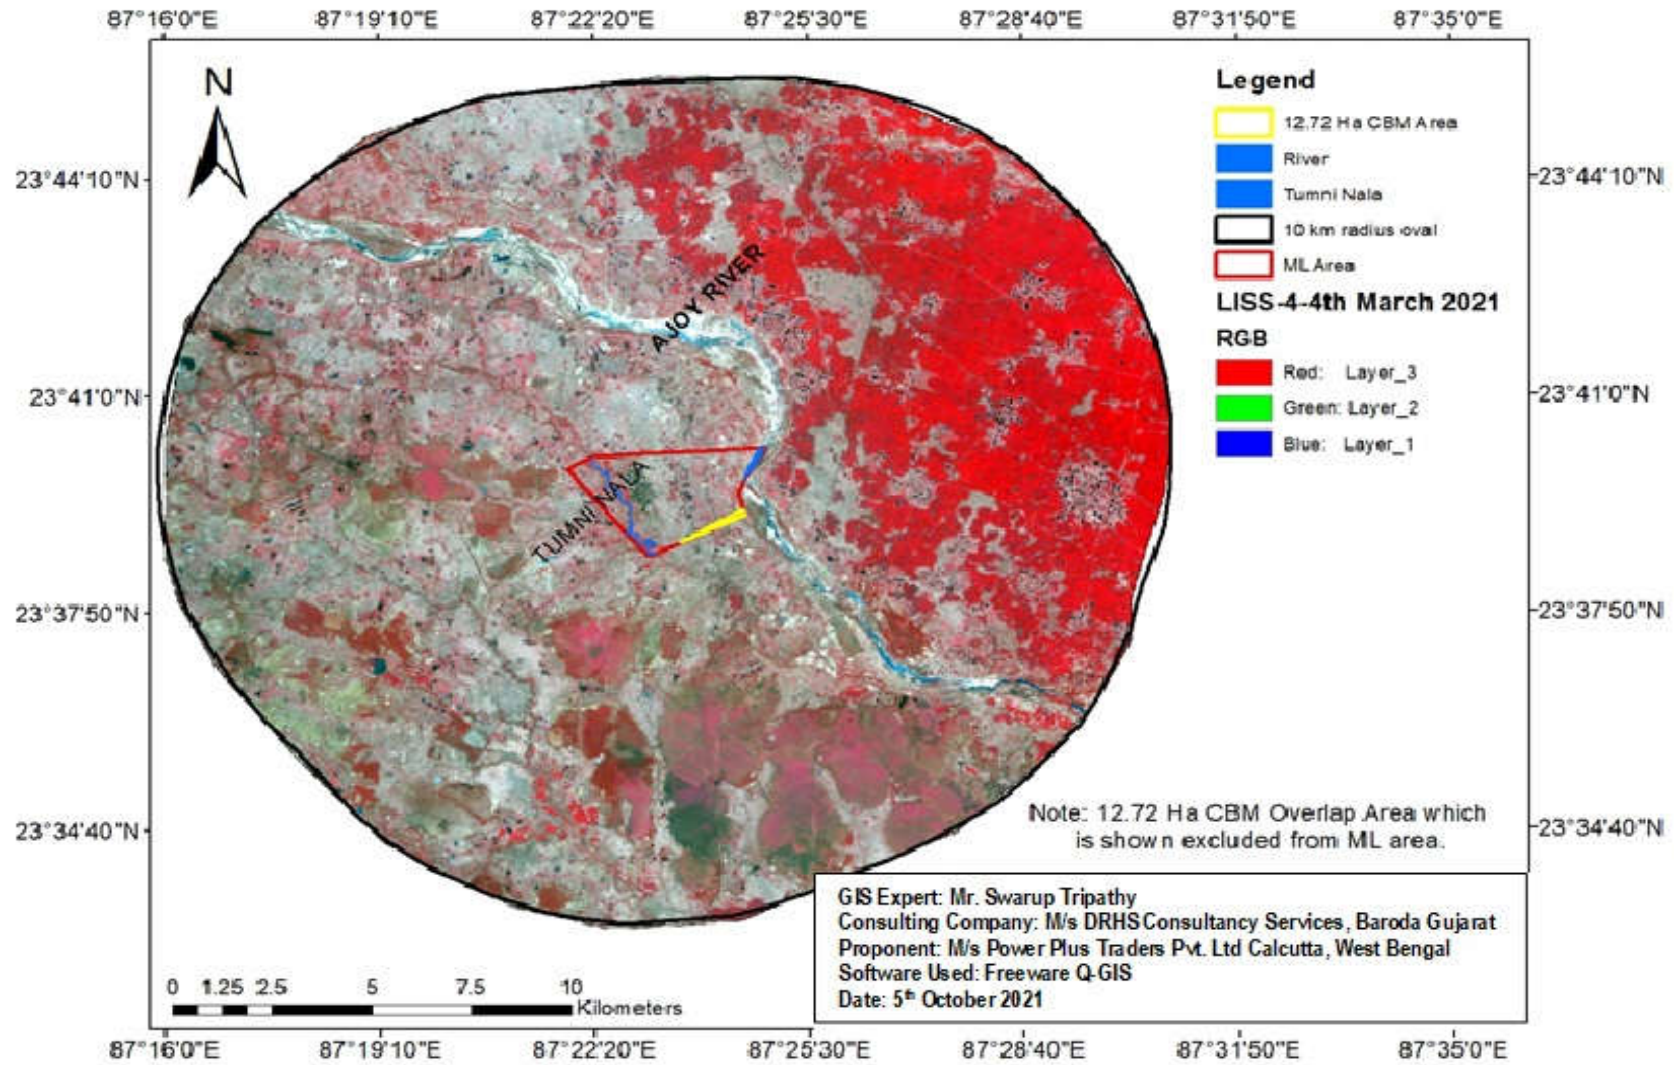 87°16'0"E 87°19'10"E 87°22'20"E 87°25'30"E 87°28'40"E 87°31'50"E 87°35'0"E
N
Legend
12.72 Ha CBM Area
River
Tumni Nala
10 km radius oval
ML Area
LISS-4-4th March 2021
RGB
Red: Layer_3
Green: Layer_2
Blue: Layer_1
23°44'10"N 23°44'10"N
23°41'0"N 23°41'0"N
23°37'50"N 23°37'50"N
23°34'40"N 23°34'40"N
AJOY RIVER
TUMNI NALA
Note: 12.72 Ha CBM Overlap Area which
is shown excluded from ML area.
GIS Expert: Mr. Swarup Tripathy
Consulting Company: M/s DRHS Consultancy Services, Baroda Gujarat
Proponent: M/s Power Plus Traders Pvt. Ltd Calcutta, West Bengal
Software Used: Freeware Q-GIS
Date: 5th October 2021
0 1.25 2.5 5 7.5 10
Kilometers
87°16'0"E 87°19'10"E 87°22'20"E 87°25'30"E 87°28'40"E 87°31'50"E 87°35'0"E